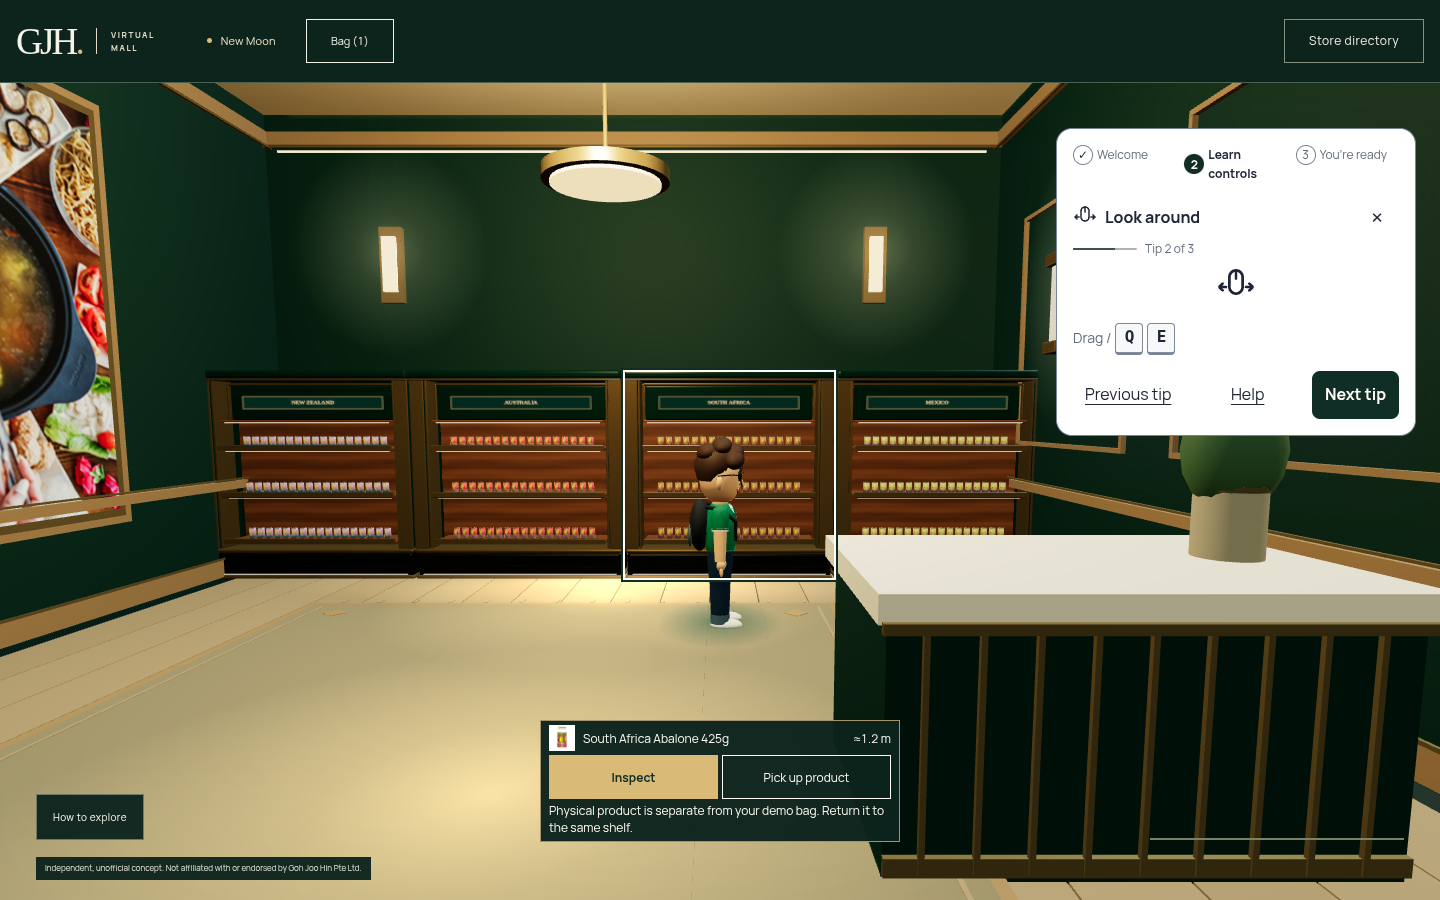 GJH.
VIRTUAL
MALL
New Moon
Bag (1)
Store directory
✓ Welcome
2 Learn controls
3 You're ready
Look around
✕
Tip 2 of 3
Drag / Q E
Previous tip
Help
Next tip
NEW ZEALAND
AUSTRALIA
SOUTH AFRICA
MEXICO
South Africa Abalone 425g
≈1.2 m
Inspect
Pick up product
Physical product is separate from your demo bag. Return it to
the same shelf.
How to explore
Independent, unofficial concept. Not affiliated with or endorsed by Goh Joo Hin Pte Ltd.